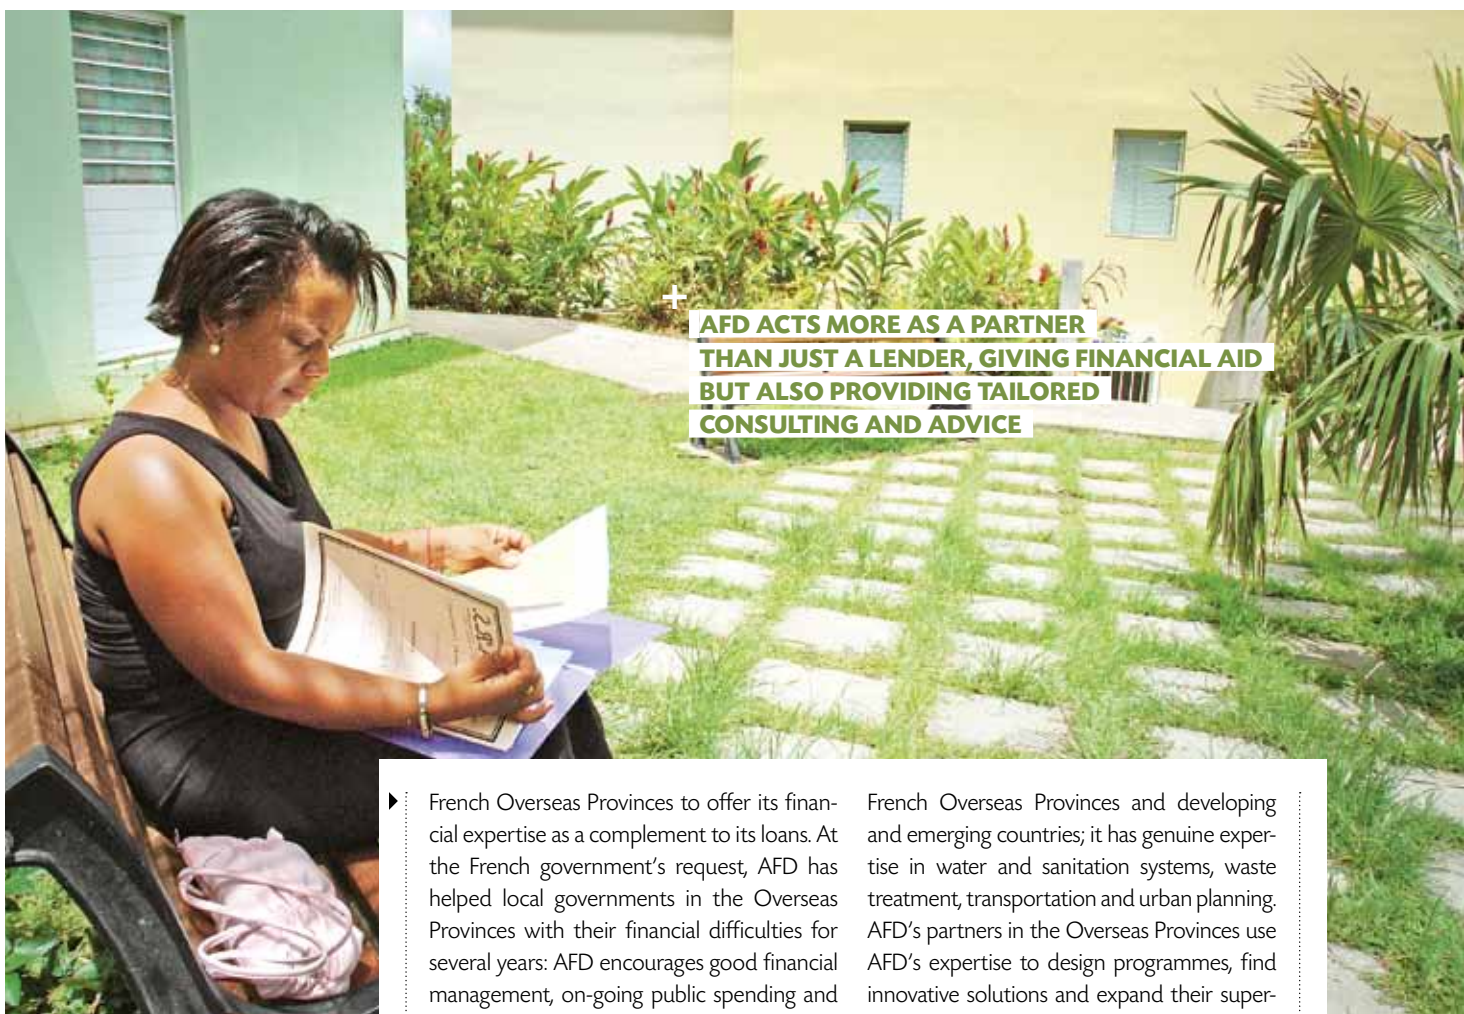 AFD ACTS MORE AS A PARTNER
THAN JUST A LENDER, GIVING FINANCIAL AID
BUT ALSO PROVIDING TAILORED
CONSULTING AND ADVICE
French Overseas Provinces to offer its finan-
cial expertise as a complement to its loans. At
the French government’s request, AFD has
helped local governments in the Overseas
Provinces with their financial difficulties for
several years: AFD encourages good financial
management, on-going public spending and
French Overseas Provinces and developing
and emerging countries; it has genuine exper-
tise in water and sanitation systems, waste
treatment, transportation and urban planning.
AFD’s partners in the Overseas Provinces use
AFD’s expertise to design programmes, find
innovative solutions and expand their super-